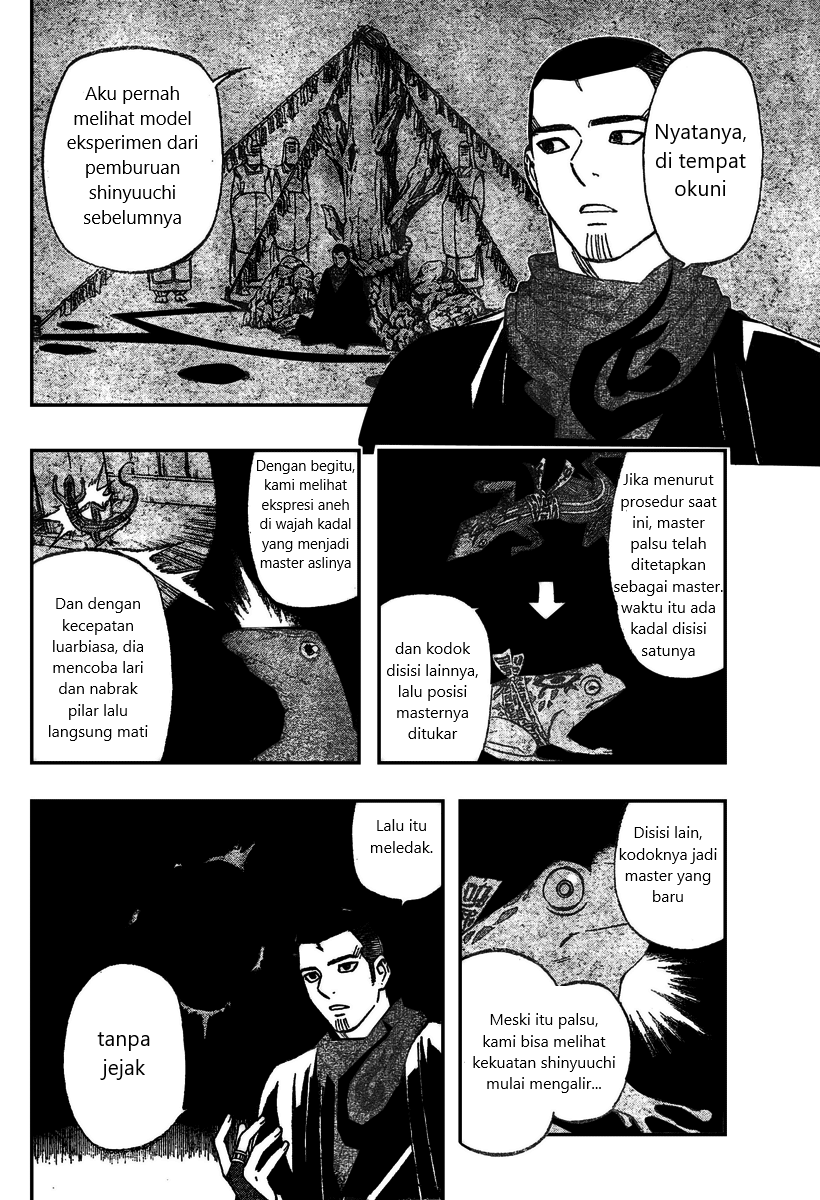 Nyatanya,
di tempat
okuni
Aku pernah
melihat model
eksperimen dari
pemburuan
shinyuuchi
sebelumnya
Jika menurut
prosedur saat
ini, master
palsu telah
ditetapkan
sebagai master.
waktu itu ada
kadal disisi
satunya
dan kodok
disisi lainnya,
lalu posisi
masternya
ditukar
Dengan begitu,
kami melihat
ekspresi aneh
di wajah kadal
yang menjadi
master aslinya
Dan dengan
kecepatan
luarbiasa, dia
mencoba lari
dan nabrak
pilar lalu
langsung mati
Disisi lain,
kodoknya jadi
master yang
baru
Meski itu palsu,
kami bisa melihat
kekuatan shinyuuchi
mulai mengalir...
Lalu itu
meledak.
tanpa
jejak